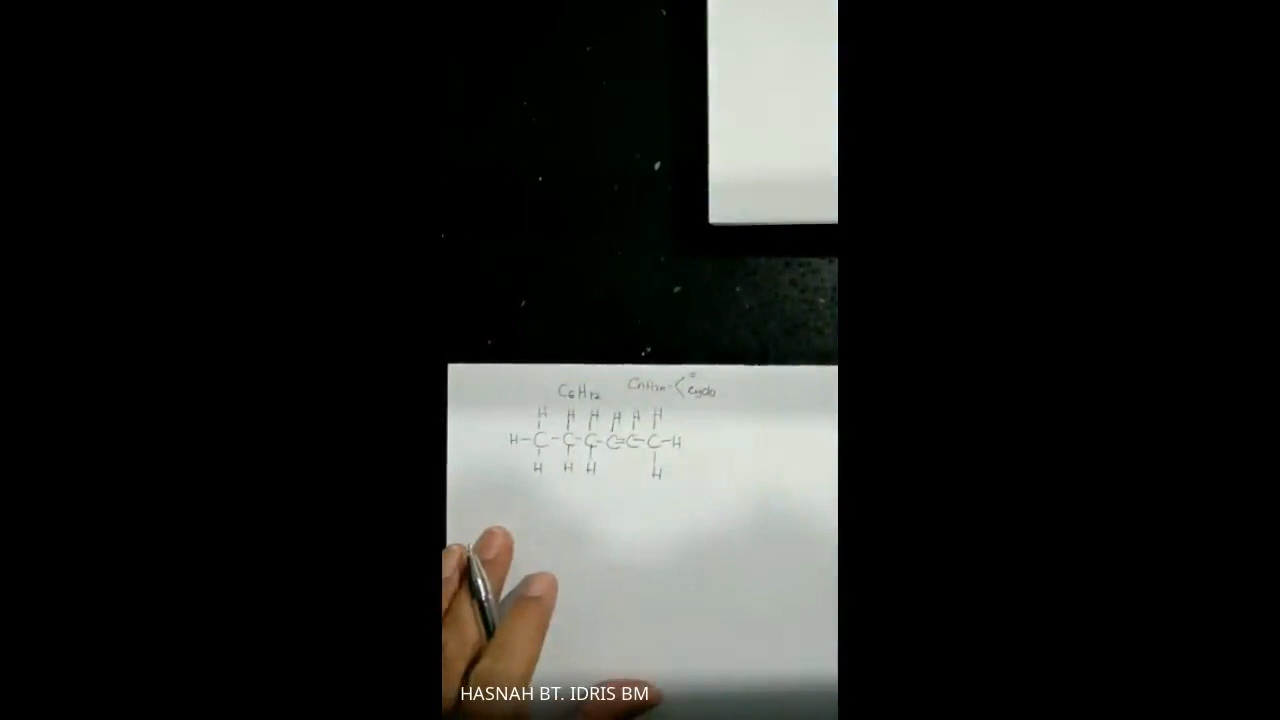 C6H12 CnH2n < =
cyclo
H H H H H H
H-C-C-C-C=C-C-H
H H H H
HASNAH BT. IDRIS BM